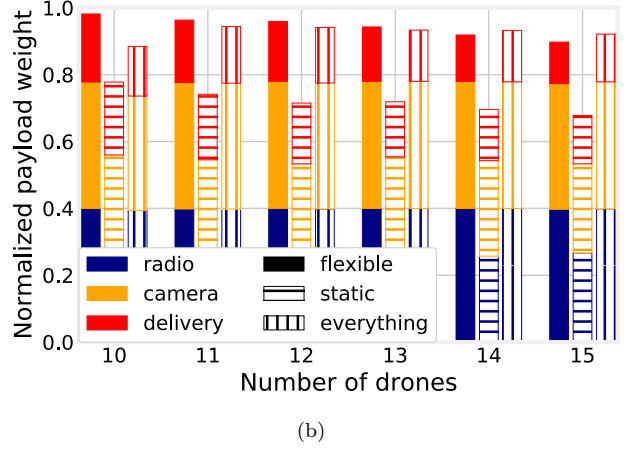 1.0
0.8
0.6
0.4
0.2
0.0
Normalized payload weight
radio flexible
camera static
delivery everything
10 11 12 13 14 15
Number of drones
(b)